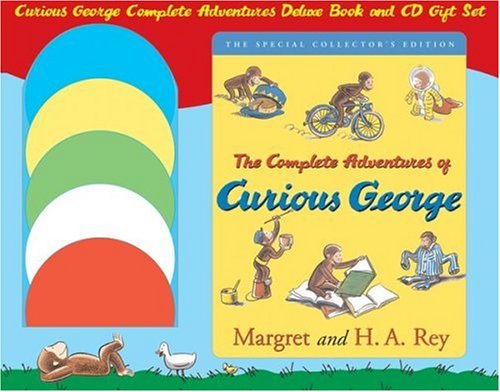 Curious George Complete Adventures Deluxe Book and CD Gift Set
THE SPECIAL COLLECTOR'S EDITION
The Complete Adventures of
Curious George
Margret and H. A. Rey